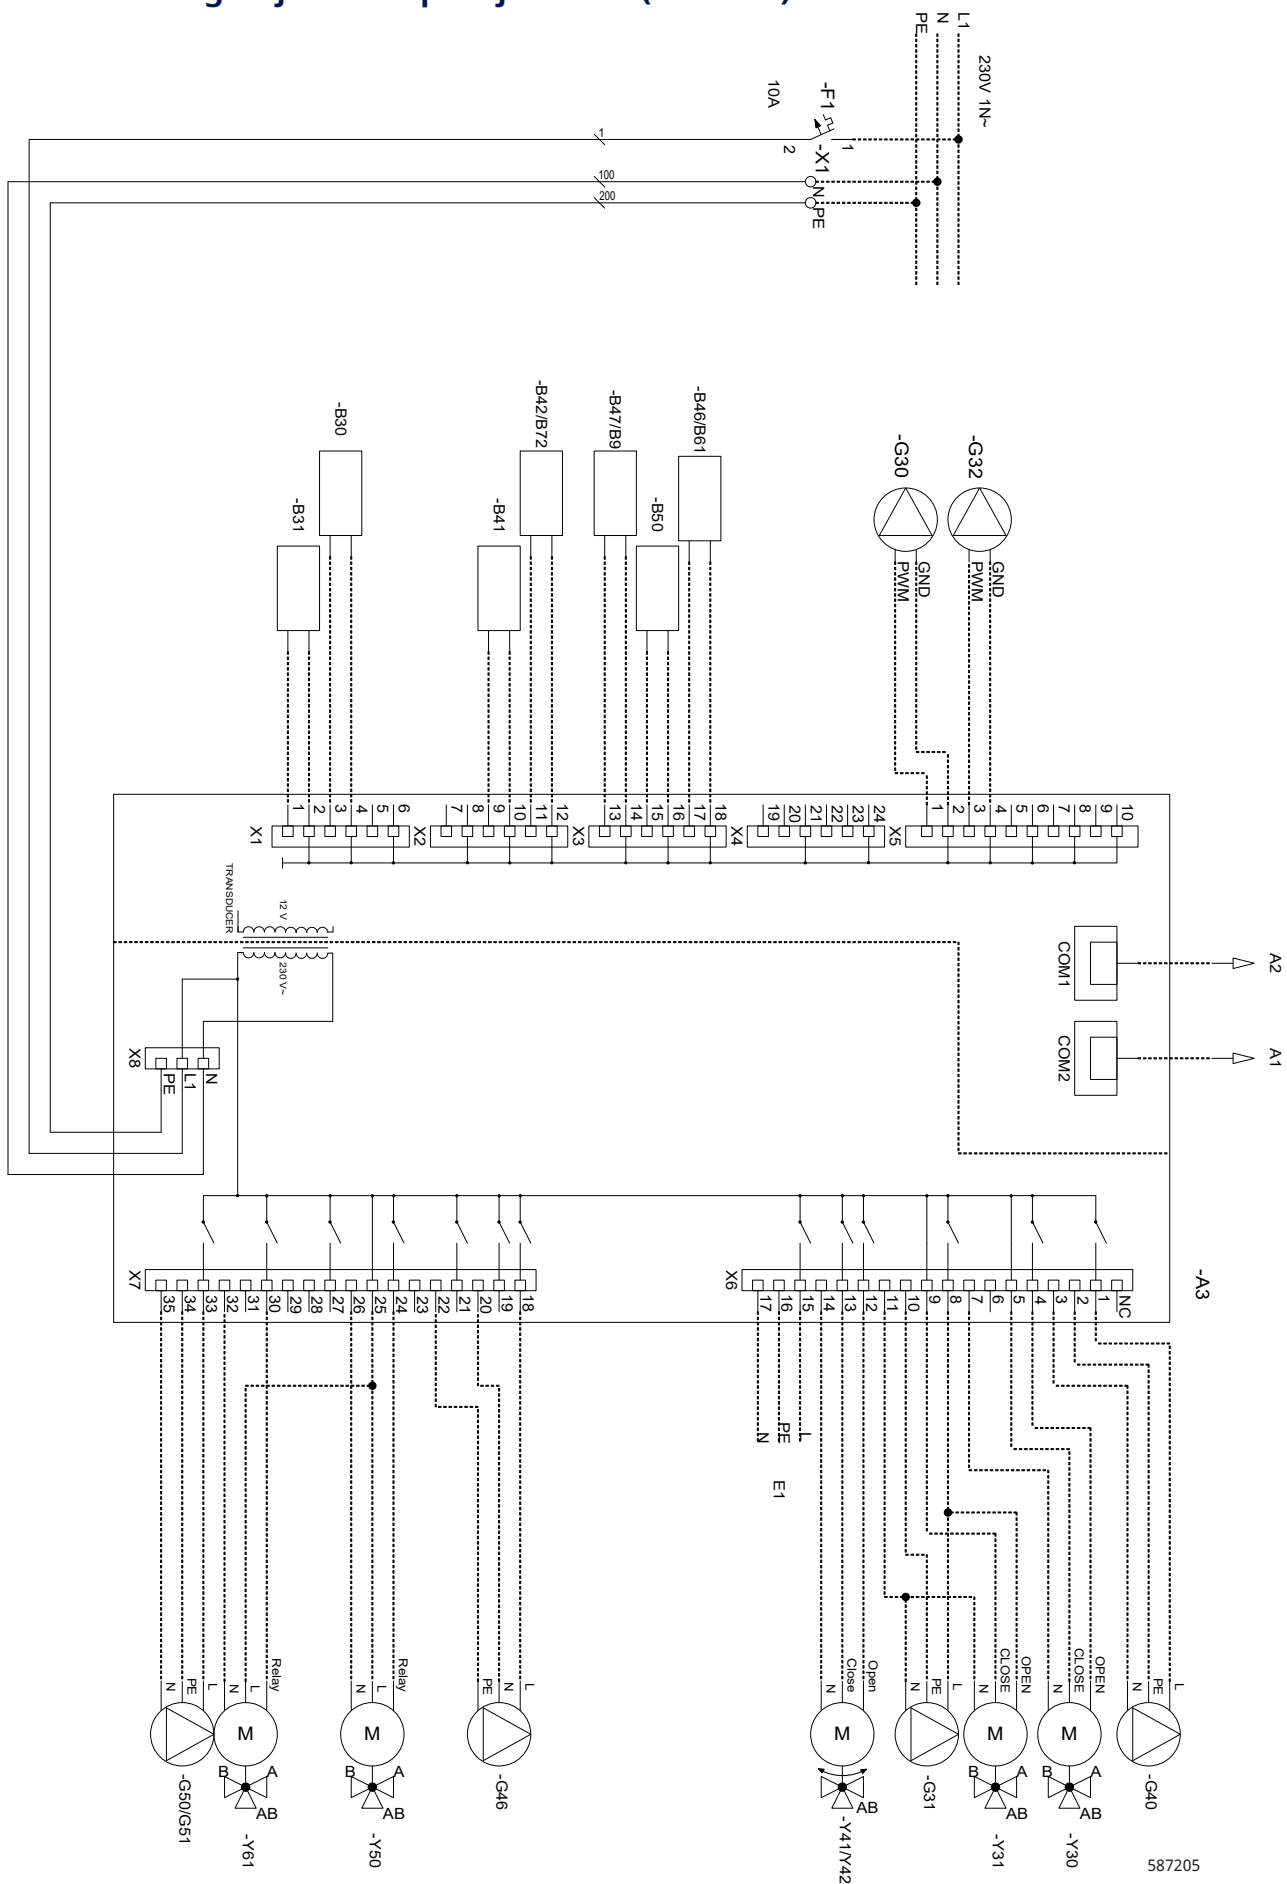 PE
N
L1
230V 1N~
-F1
10A
1
2
-X1
N
PE
1
100
200
-B30
-B31
-B42/B72
-B41
-B47/B9
-B50
-B46/B61
-G30
-G32
PWM
GND
PWM
GND
X1
1
2
3
4
5
6
X2
7
8
9
10
11
12
X3
13
14
15
16
17
18
X4
19
20
21
22
23
24
X5
1
2
3
4
5
6
7
8
9
10
TRANSDUCER
12 V
230 V~
COM1
A2
COM2
A1
X8
PE
L1
N
-A3
X7
35
34
33
32
31
30
29
28
27
26
25
24
23
22
21
20
19
18
X6
17
16
15
14
13
12
11
10
9
8
7
6
5
4
3
2
1
NC
N
PE
L
E1
N
PE
L
N
L
Relay
N
L
Relay
PE
N
L
N
Close
Open
N
PE
L
N
CLOSE
OPEN
N
CLOSE
OPEN
N
PE
L
M
M
M
M
M
B
A
AB
B
A
AB
AB
B
A
AB
B
A
AB
-G50/G51
-Y61
-Y50
-G46
-Y41/Y42
-G31
-Y31
-Y30
-G40
587205